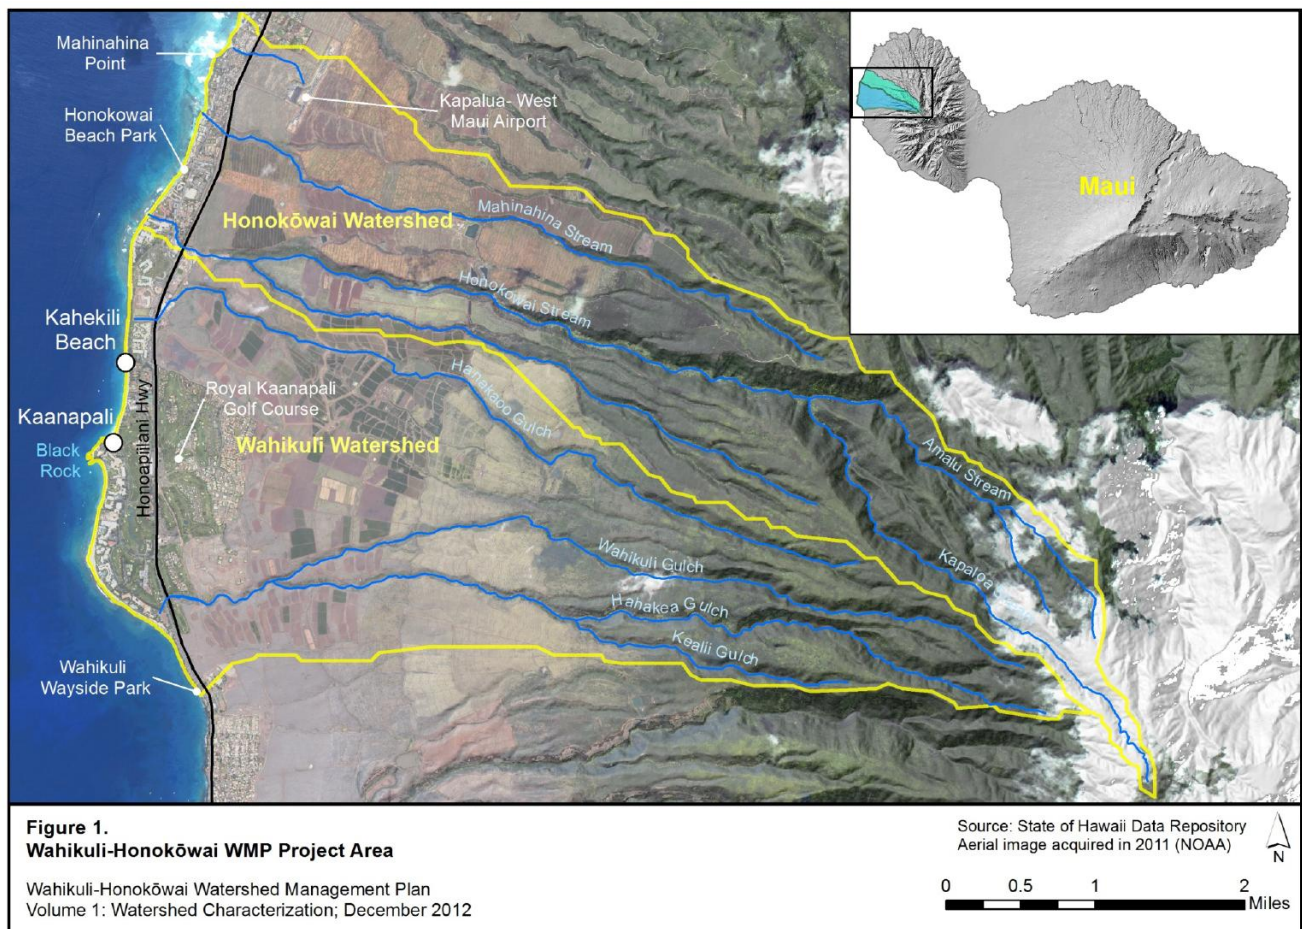 Mahinahina
Point
Kapalua- West
Maui Airport
Honokowai
Beach Park
Maui
Mahinahina Stream
Honokōwai Watershed
Honokowai Stream
Kahekili
Beach
Hanakaoo Gulch
Royal Kaanapali
Golf Course
Kaanapali
Black
Rock
Honoapiilani Hwy
Wahikuli Watershed
Amalu Stream
Wahikuli Gulch
Kapaloa
Hahakea Gulch
Kealii Gulch
Wahikuli
Wayside Park
Figure 1.
Wahikuli-Honokōwai WMP Project Area
Wahikuli-Honokōwai Watershed Management Plan
Volume 1: Watershed Characterization; December 2012
Source: State of Hawaii Data Repository
Aerial image acquired in 2011 (NOAA)
N
0 0.5 1 2
Miles